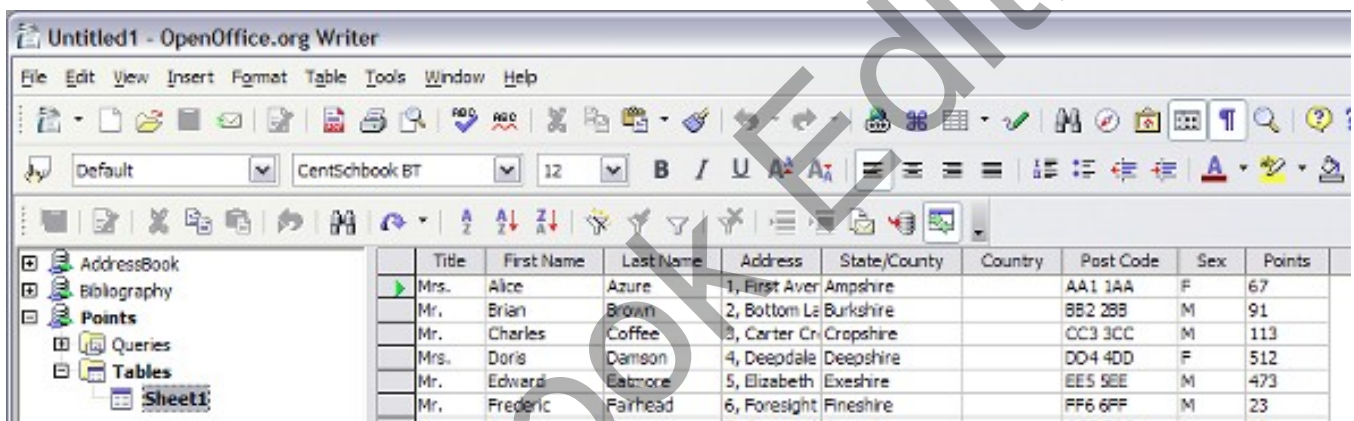 Untitled1 - OpenOffice.org Writer
File Edit View Insert Format Table Tools Window Help
Default CentSchbook BT 12 B I U
AddressBook
Bibliography
Points
Queries
Tables
Sheet1
Title First Name Last Name Address State/County Country Post Code Sex Points
Mrs. Alice Azure 1, First Aver Ampshire AA1 1AA F 67
Mr. Brian Brown 2, Bottom La Burkshire BB2 2BB M 91
Mr. Charles Coffee 3, Carter Cr Cropshire CC3 3CC M 113
Mrs. Doris Damson 4, Deepdale Deepshire DD4 4DD F 512
Mr. Edward Eatmore 5, Elizabeth Exeshire EE5 5EE M 473
Mr. Frederic Fairhead 6, Foresight Fineshire FF6 6FF M 23